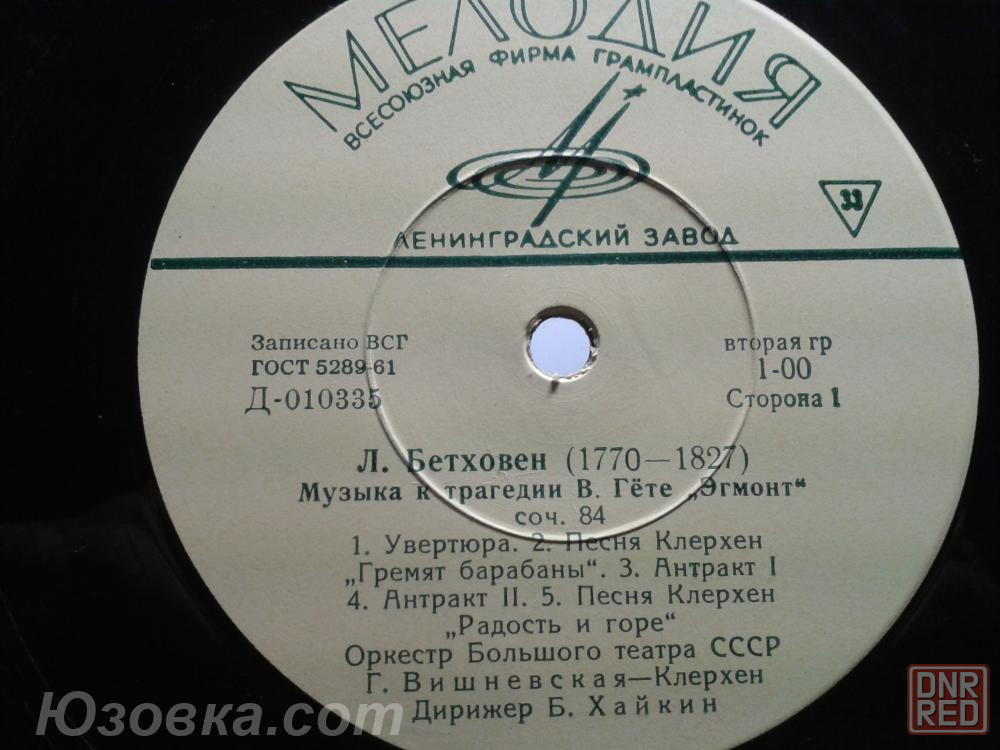 МЕЛОДИЯ
ВСЕСОЮЗНАЯ ФИРМА ГРАМПЛАСТИНОК
ЛЕНИНГРАДСКИЙ ЗАВОД
33
Записано ВСГ
ГОСТ 5289-61
Д-010335
вторая гр
1-00
Сторона 1
Л. Бетховен (1770—1827)
Музыка к трагедии В. Гёте „Эгмонт“
соч. 84
1. Увертюра. 2. Песня Клерхен
„Гремят барабаны“. 3. Антракт I
4. Антракт II. 5. Песня Клерхен
„Радость и горе“
Оркестр Большого театра СССР
Г. Вишневская—Клерхен
Дирижер Б. Хайкин
Юзовка.com
DNR
RED